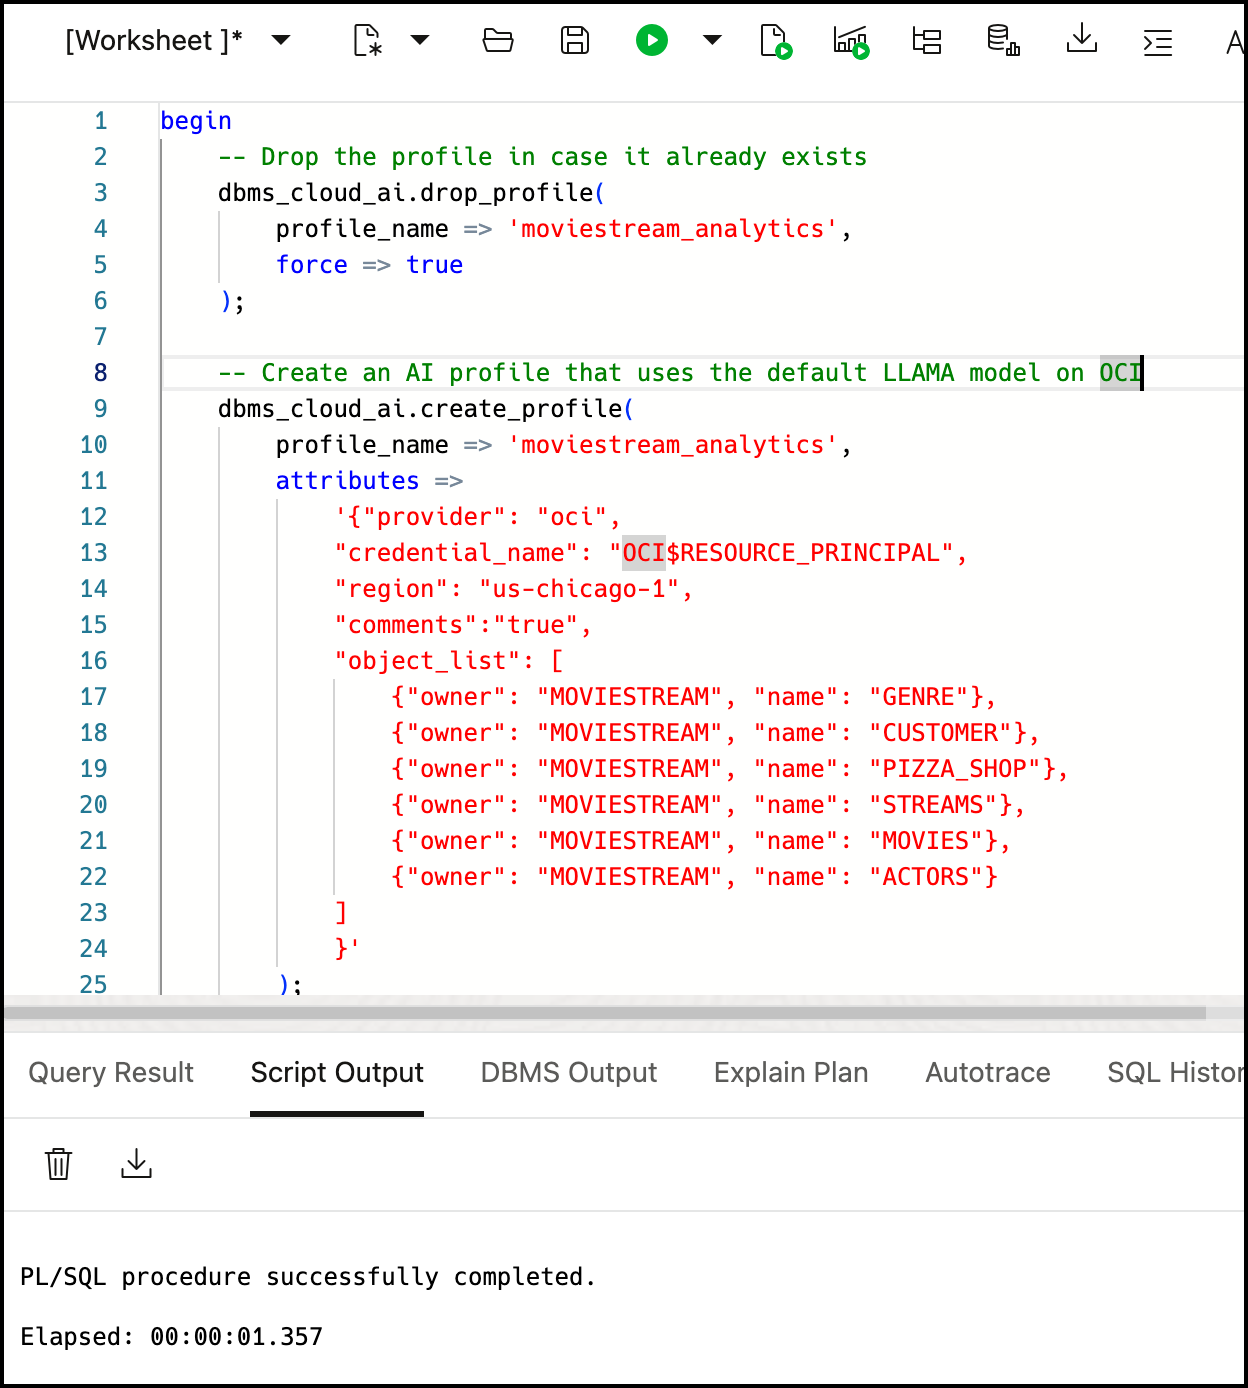 [Worksheet ]*
A
1 begin
2 -- Drop the profile in case it already exists
3 dbms_cloud_ai.drop_profile(
4 profile_name => 'moviestream_analytics',
5 force => true
6 );
7
8 -- Create an AI profile that uses the default LLAMA model on OCI
9 dbms_cloud_ai.create_profile(
10 profile_name => 'moviestream_analytics',
11 attributes =>
12 '{"provider": "oci",
13 "credential_name": "OCI$RESOURCE_PRINCIPAL",
14 "region": "us-chicago-1",
15 "comments":"true",
16 "object_list": [
17 {"owner": "MOVIESTREAM", "name": "GENRE"},
18 {"owner": "MOVIESTREAM", "name": "CUSTOMER"},
19 {"owner": "MOVIESTREAM", "name": "PIZZA_SHOP"},
20 {"owner": "MOVIESTREAM", "name": "STREAMS"},
21 {"owner": "MOVIESTREAM", "name": "MOVIES"},
22 {"owner": "MOVIESTREAM", "name": "ACTORS"}
23 ]
24 }'
25 );
Query Result Script Output DBMS Output Explain Plan Autotrace SQL Histor
PL/SQL procedure successfully completed.
Elapsed: 00:00:01.357